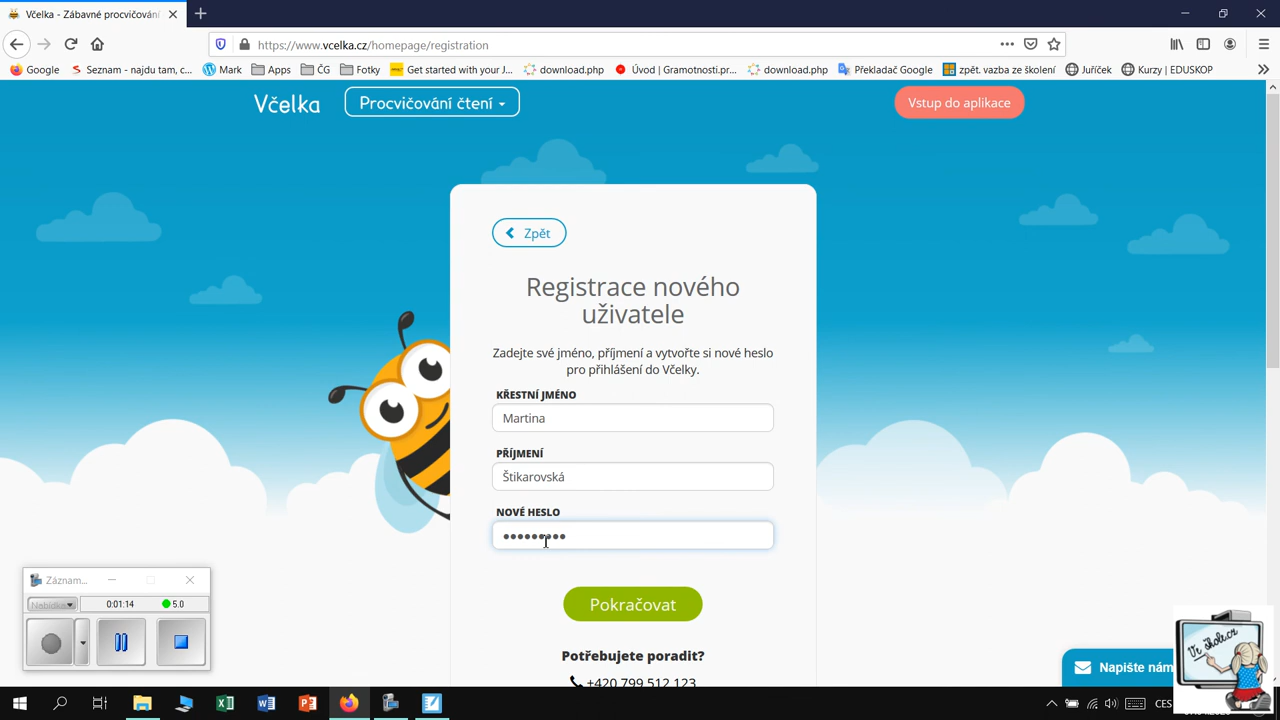 Včelka - Zábavné procvičování
https://www.vcelka.cz/homepage/registration
Google
Seznam - najdu tam, c...
Mark
Apps
ČG
Fotky
Get started with your J...
download.php
Úvod | Gramotnosti.pr...
download.php
Překladač Google
zpět. vazba ze školení
Juříček
Kurzy | EDUSKOP
Včelka
Procvičování čtení
Vstup do aplikace
Zpět
Registrace nového
uživatele
Zadejte své jméno, příjmení a vytvořte si nové heslo
pro přihlášení do Včelky.
KŘESTNÍ JMÉNO
Martina
PŘÍJMENÍ
Štikarovská
NOVÉ HESLO
Pokračovat
Potřebujete poradit?
+420 799 512 123
Záznam...
Nabídka
0:01:14
5.0
Napište nám
Ve škole.cz
CES